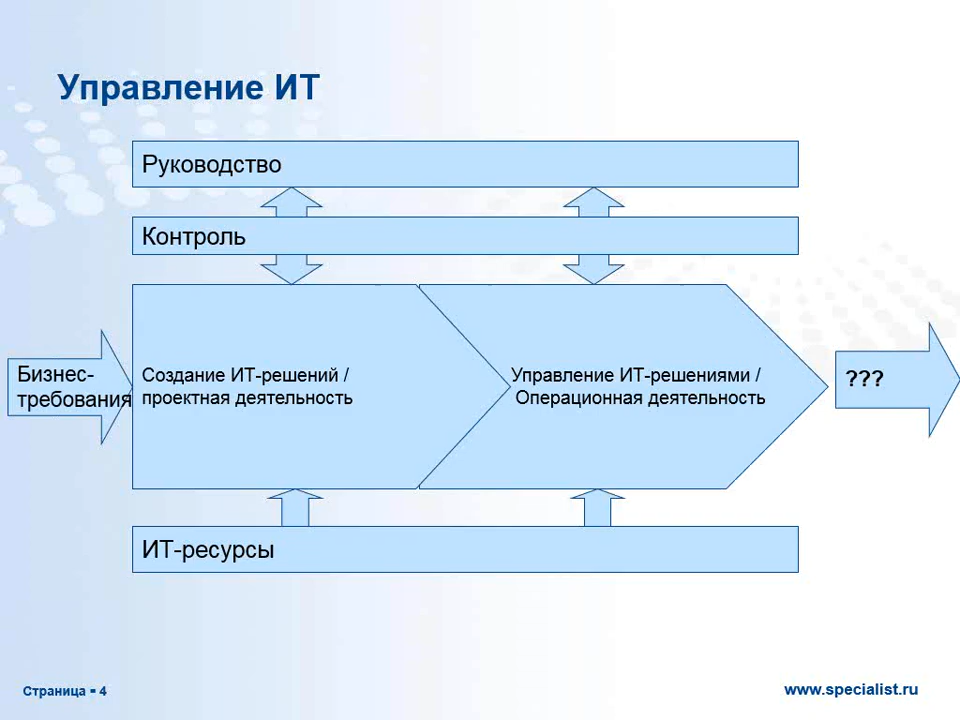 Управление ИТ
Руководство
Контроль
Бизнес-
требования
Создание ИТ-решений /
проектная деятельность
Управление ИТ-решениями /
Операционная деятельность
???
ИТ-ресурсы
Страница ▪ 4
www.specialist.ru